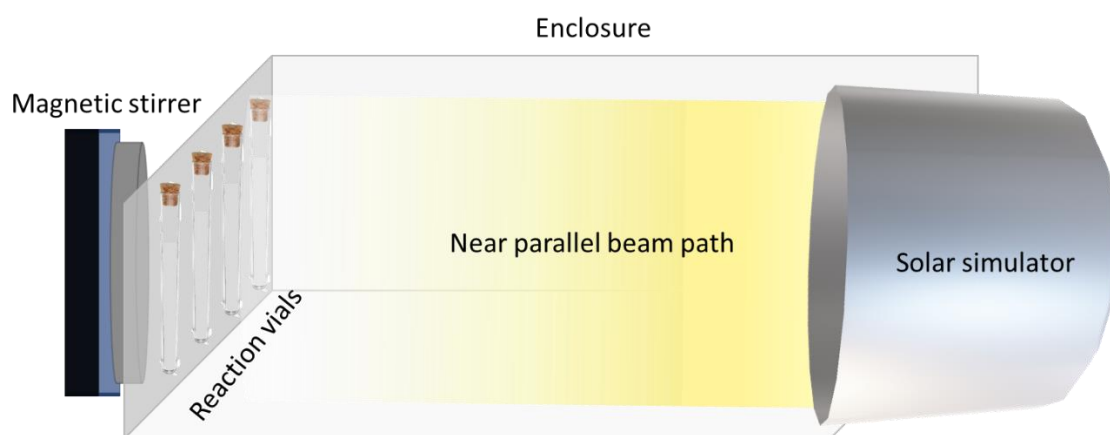 Enclosure
Magnetic stirrer
Near parallel beam path
Solar simulator
Reaction vials